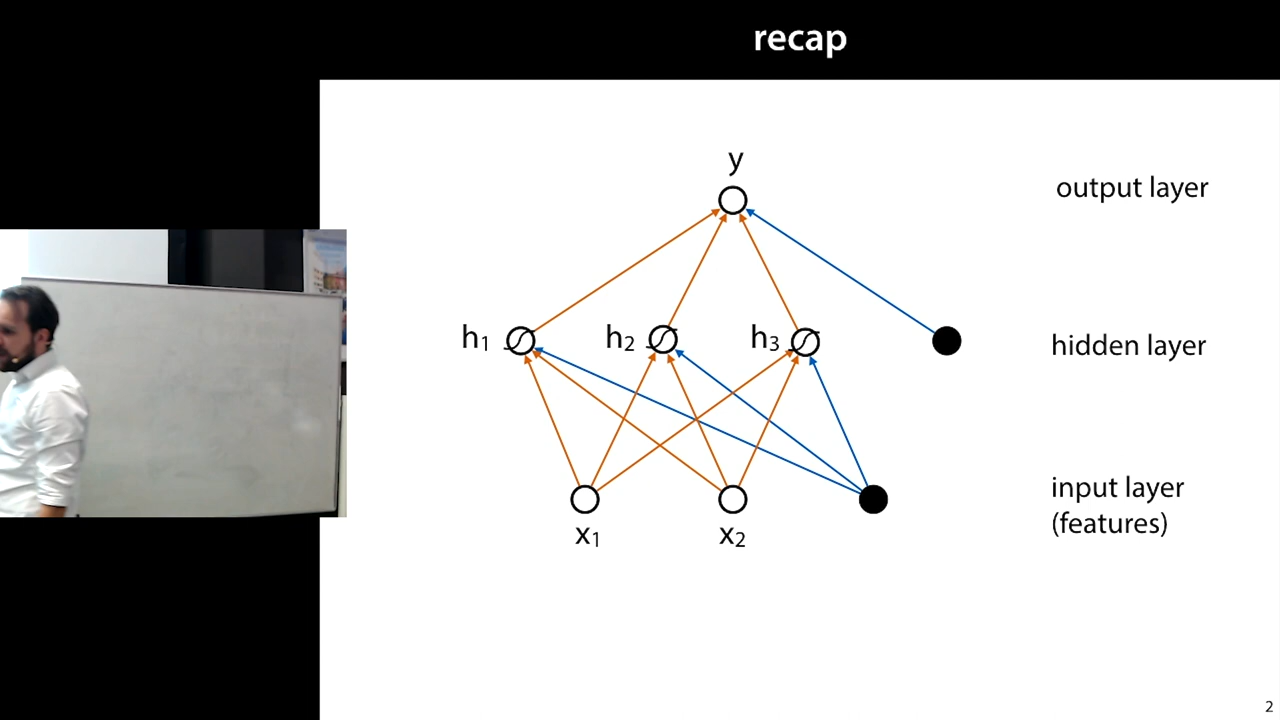 recap
y
output layer
h₁ h₂ h₃
hidden layer
input layer
(features)
x₁ x₂
2